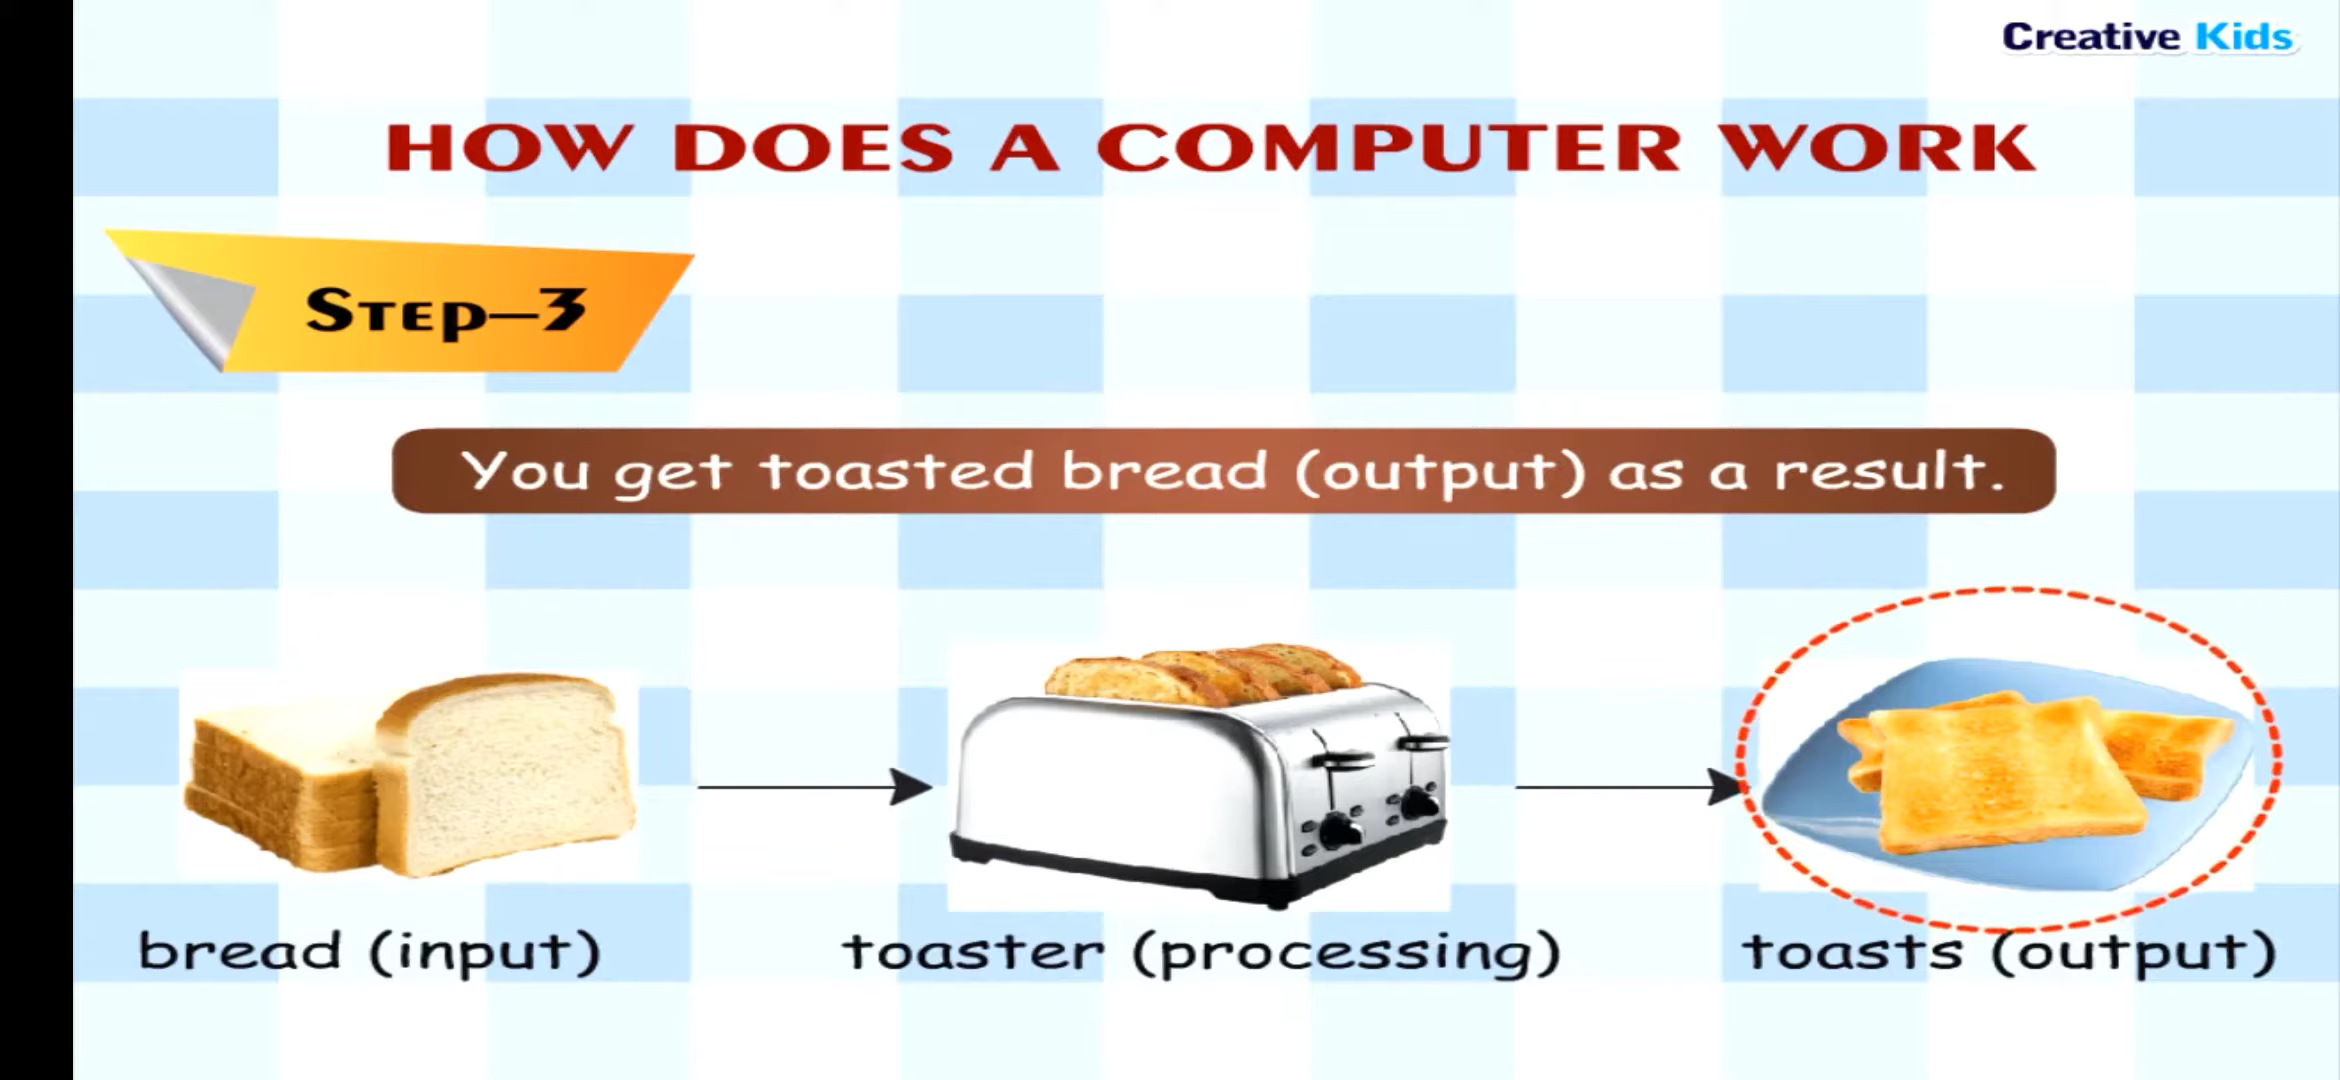 Creative Kids
HOW DOES A COMPUTER WORK
Step-3
You get toasted bread (output) as a result.
bread (input)
toaster (processing)
toasts (output)